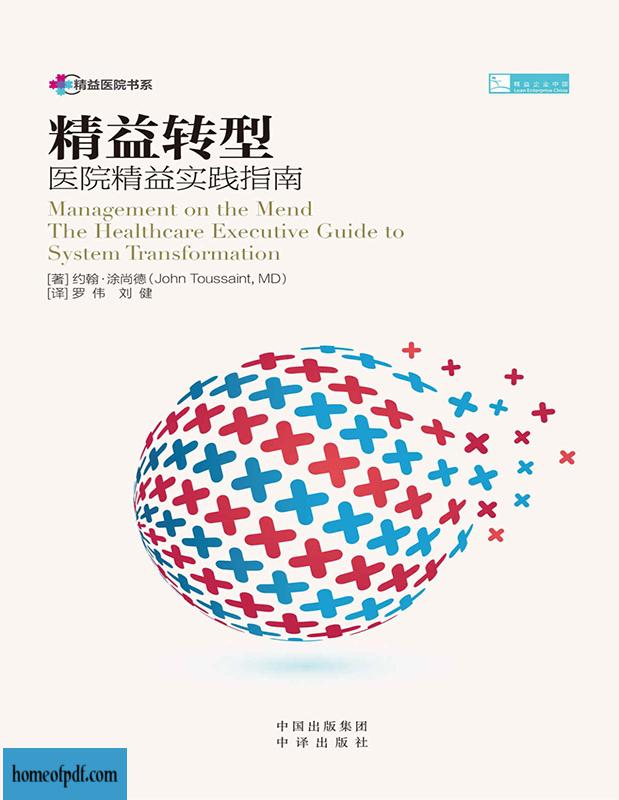 精益医院书系
精益企业中国
Lean Enterprise China
精益转型
医院精益实践指南
Management on the Mend
The Healthcare Executive Guide to
System Transformation
[著] 约翰·涂尚德 (John Toussaint, MD)
[译] 罗 伟 刘 健
中国出版集团
中译出版社
homeofpdf.com